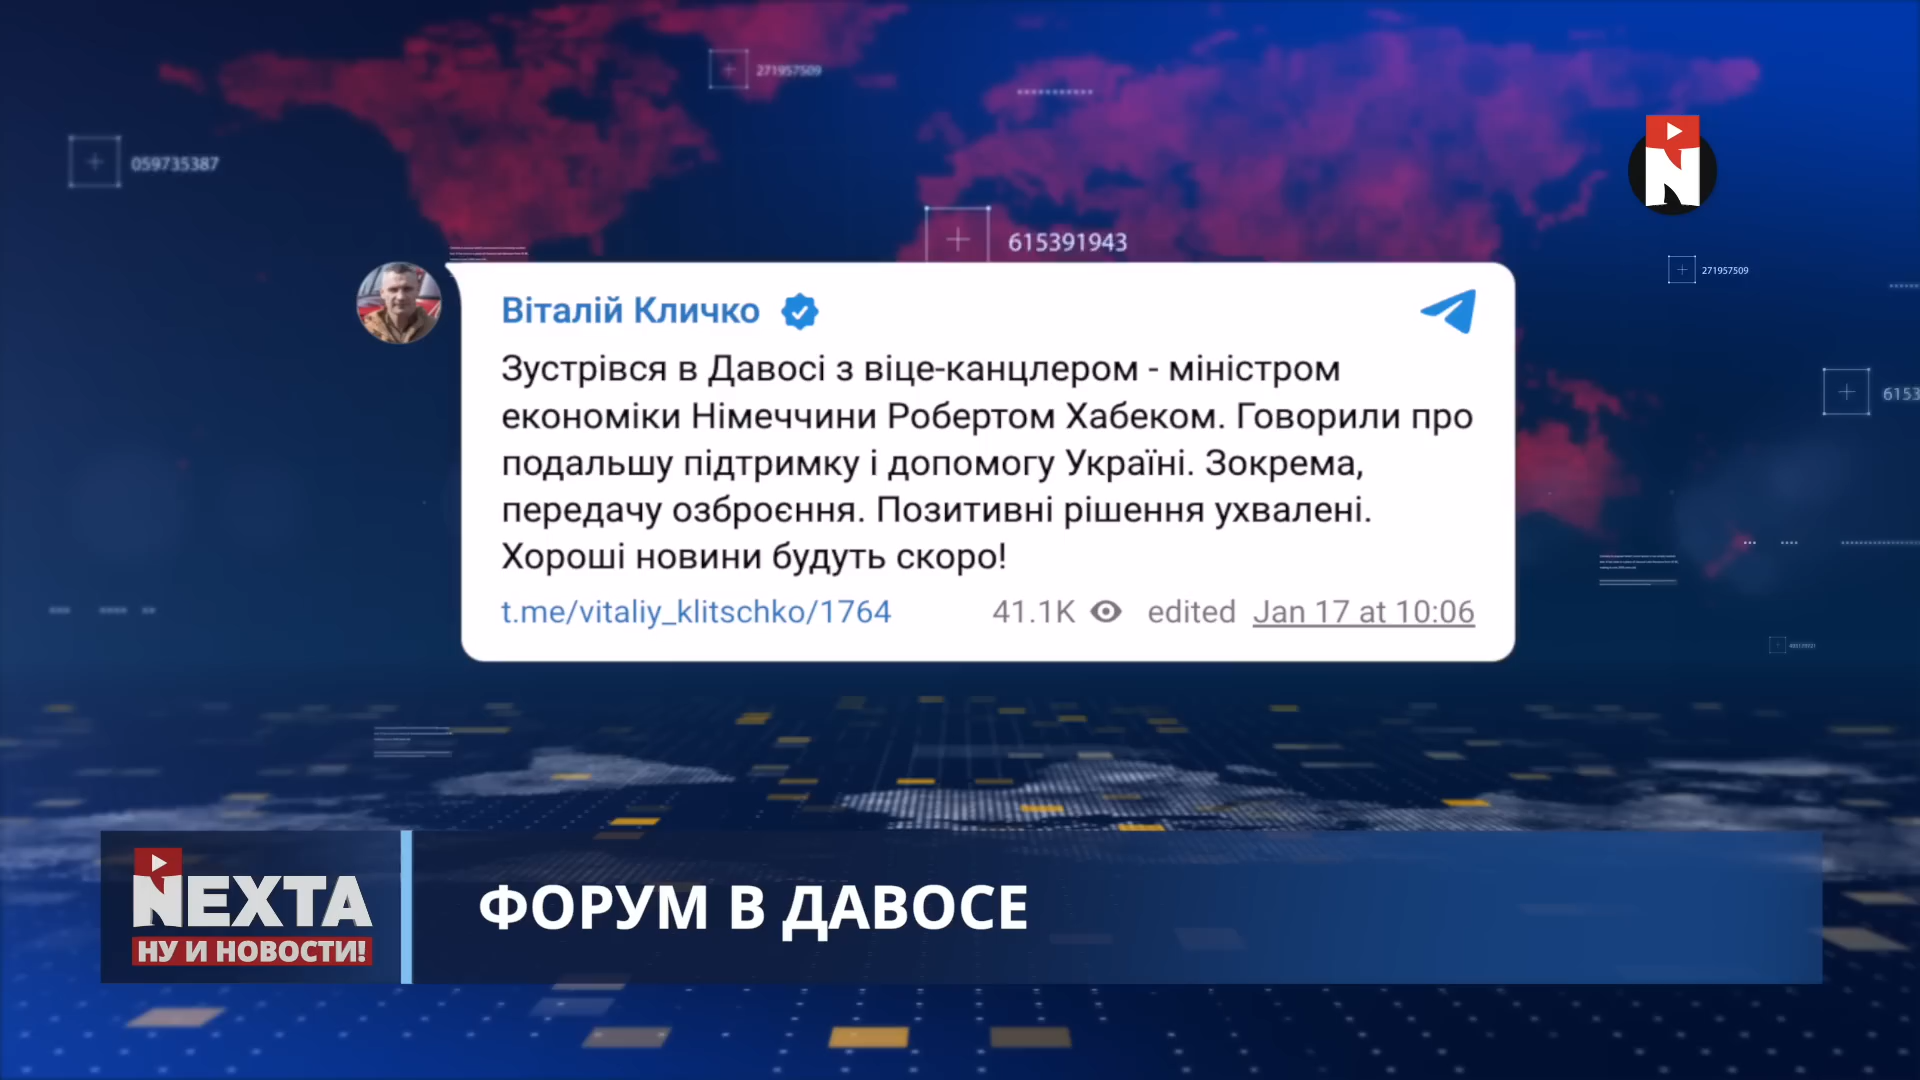 271957509
059735387
615391943
271957509
Віталій Кличко
Зустрівся в Давосі з віце-канцлером - міністром
економіки Німеччини Робертом Хабеком. Говорили про
подальшу підтримку і допомогу Україні. Зокрема,
передачу озброєння. Позитивні рішення ухвалені.
Хороші новини будуть скоро!
t.me/vitaliy_klitschko/1764 41.1K edited Jan 17 at 10:06
6153
NEXTA
НУ И НОВОСТИ!
ФОРУМ В ДАВОСЕ